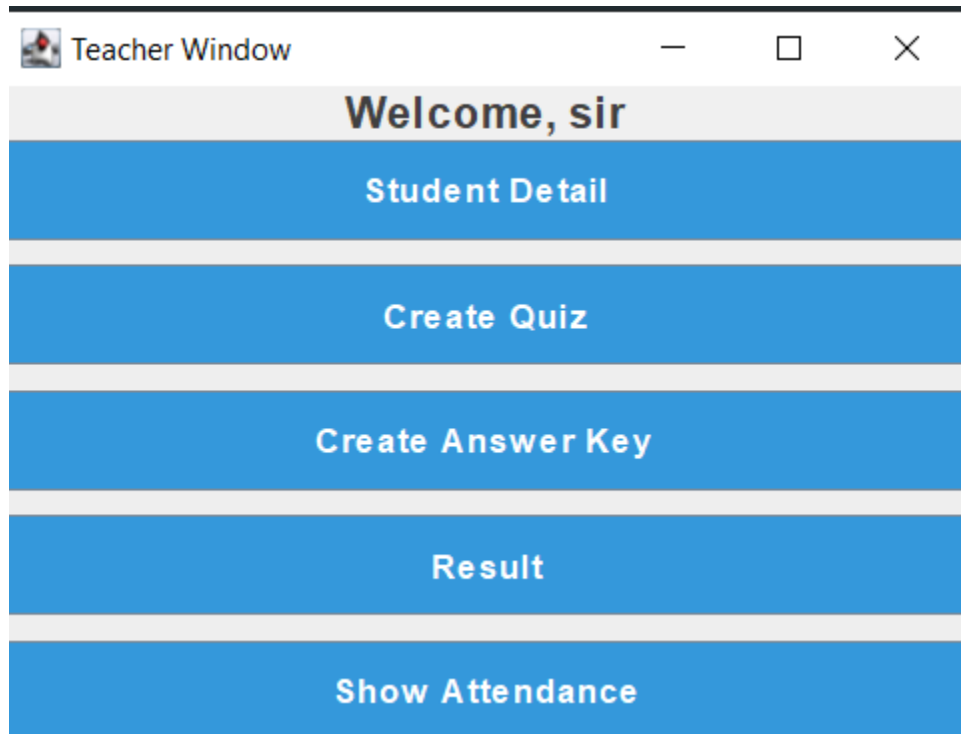 Teacher Window
Welcome, sir
Student Detail
Create Quiz
Create Answer Key
Result
Show Attendance